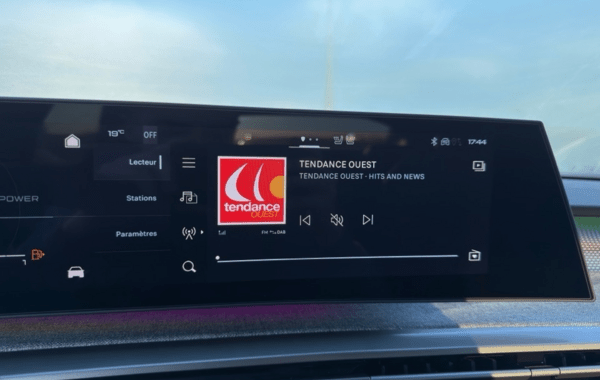 19°C OFF
17:44
Lecteur
Stations
Paramètres
POWER
TENDANCE OUEST
TENDANCE OUEST - HITS AND NEWS
tendance
OUEST